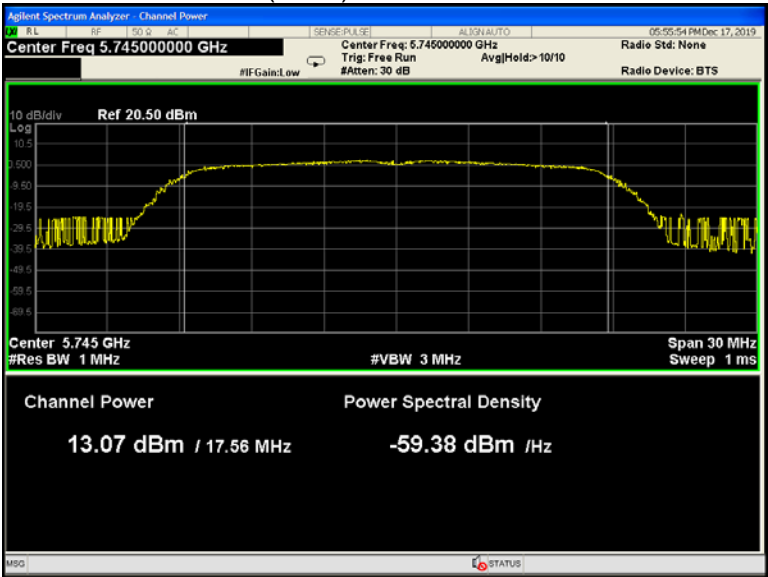 Agilent Spectrum Analyzer - Channel Power
RL RF 50 Ω AC SENSE:PULSE ALIGNAUTO 05:55:54 PMDec 17, 2019
Center Freq 5.745000000 GHz Center Freq: 5.745000000 GHz Radio Std: None
Trig: Free Run Avg|Hold:> 10/10
#IFGain:Low #Atten: 30 dB Radio Device: BTS
10 dB/div Ref 20.50 dBm
Log
10.5
0.500
-9.50
-19.5
-29.5
-39.5
-49.5
-59.5
-69.5
Center 5.745 GHz Span 30 MHz
#Res BW 1 MHz #VBW 3 MHz Sweep 1 ms
Channel Power Power Spectral Density
13.07 dBm / 17.56 MHz -59.38 dBm /Hz
MSG STATUS